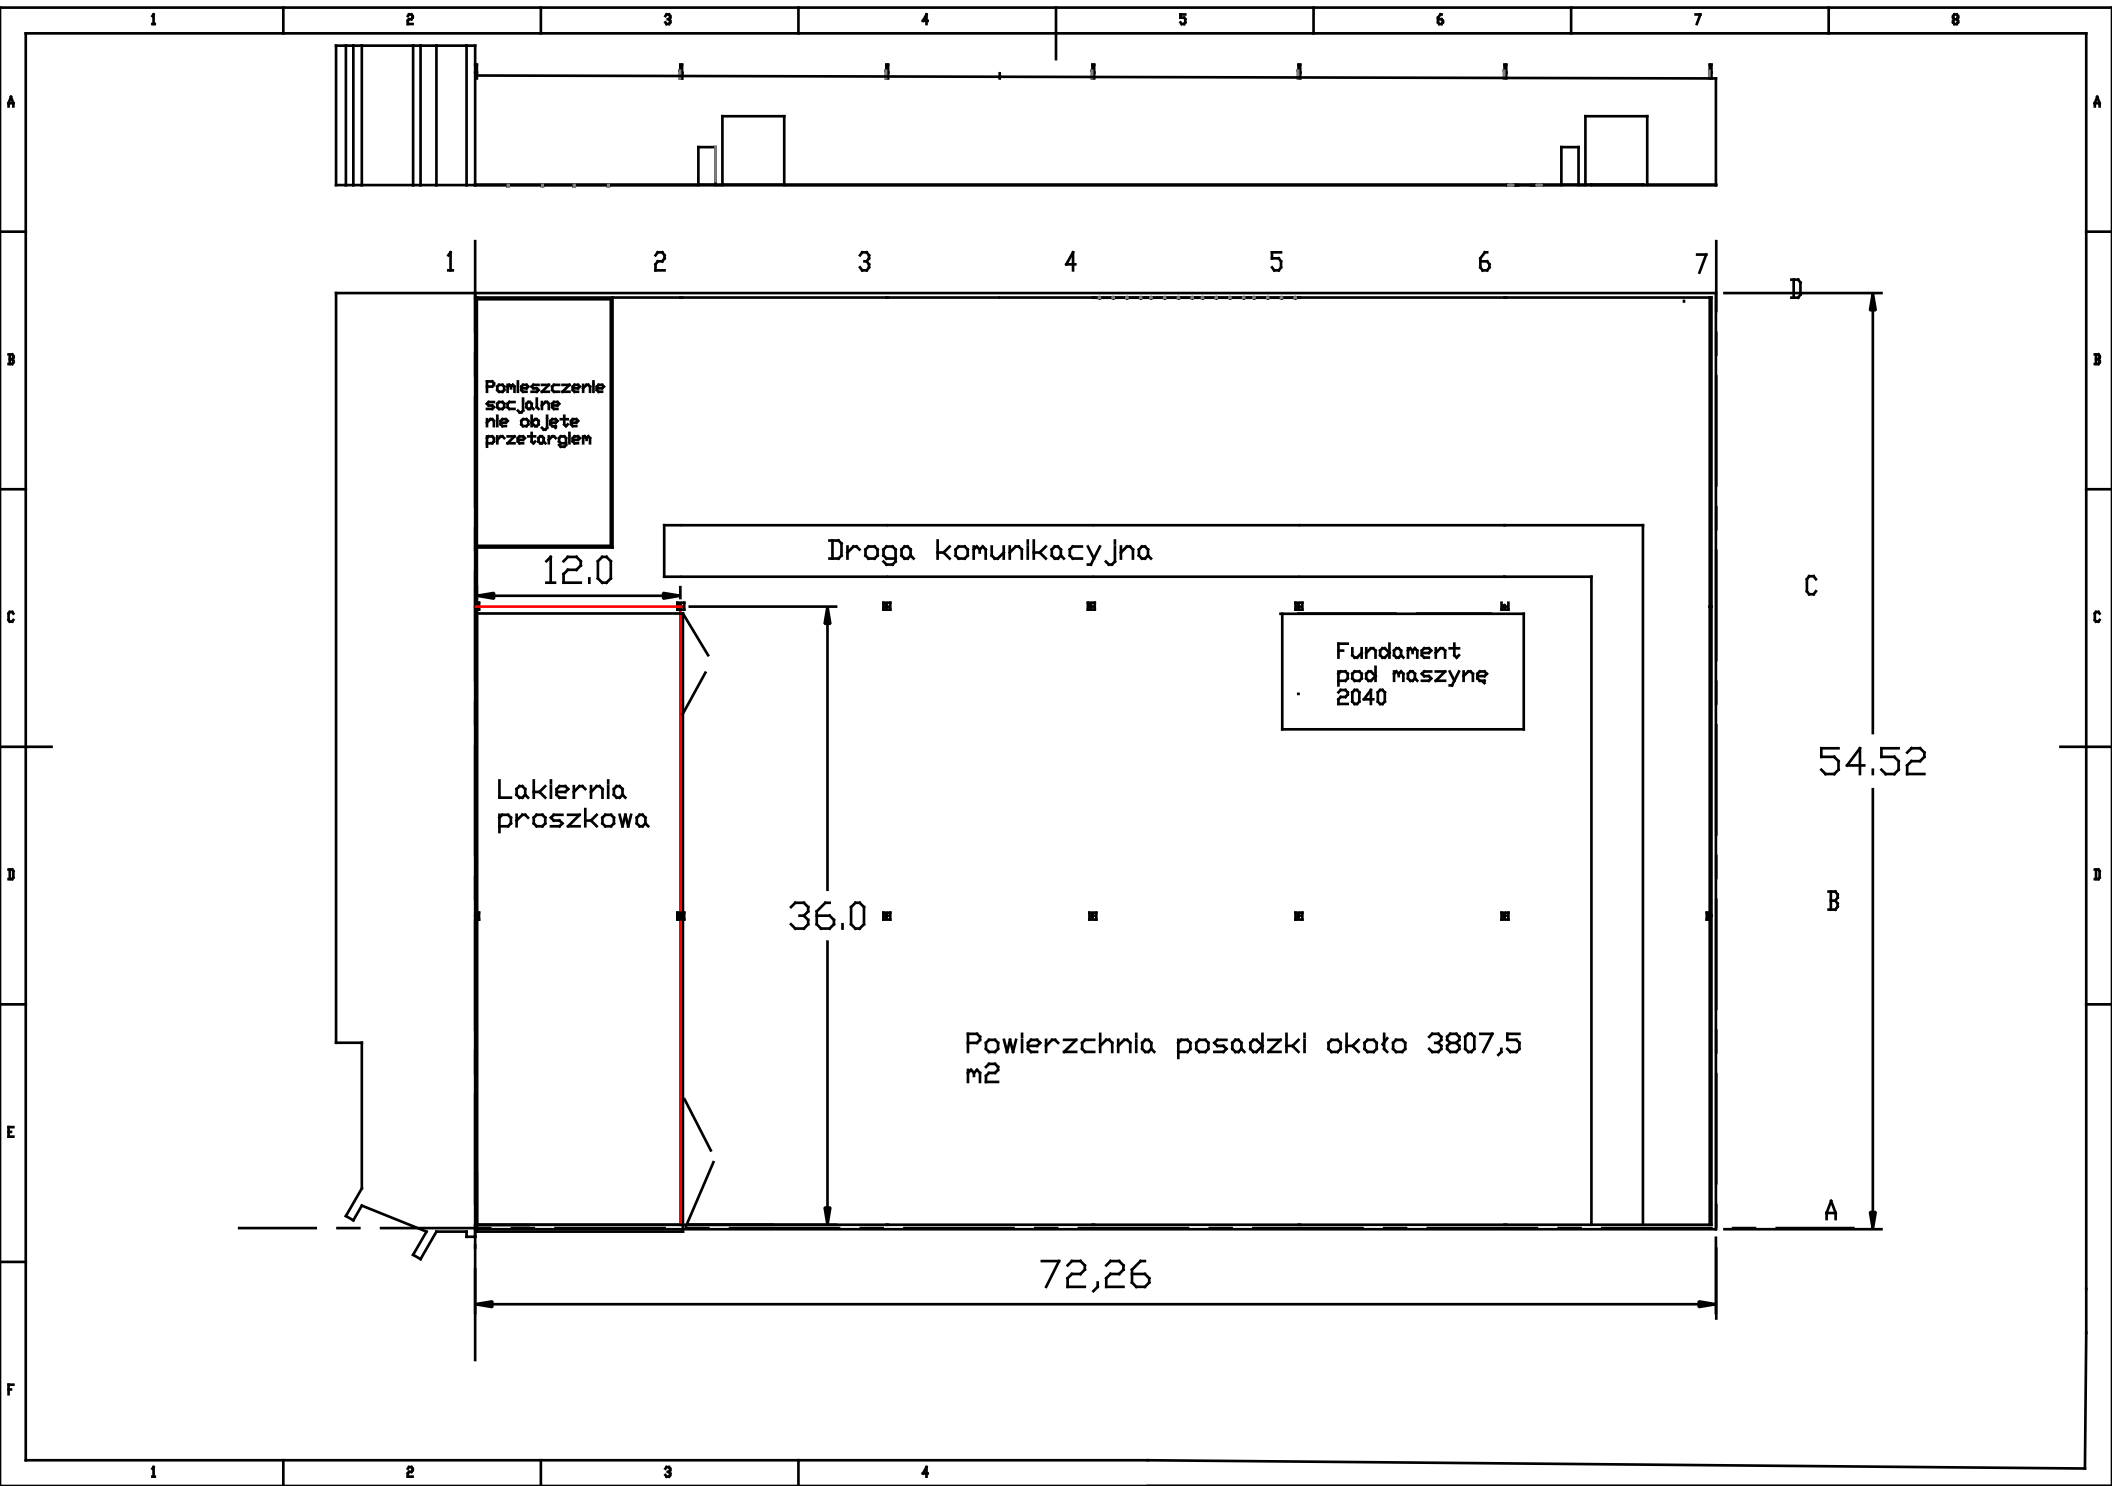 1 2 3 4 5 6 7 8
A A
1 2 3 4 5 6 7
D
B B
Pomieszczenie
socjalne
nie objęte
przetargiem
Droga komunikacyjna
12.0
C
C C
Fundament
pod maszynę
2040
54.52
Lakiernia
proszkowa
D D
B
36.0
Powierzchnia posadzki około 3807,5
m2
E
A
72,26
F
1 2 3 4